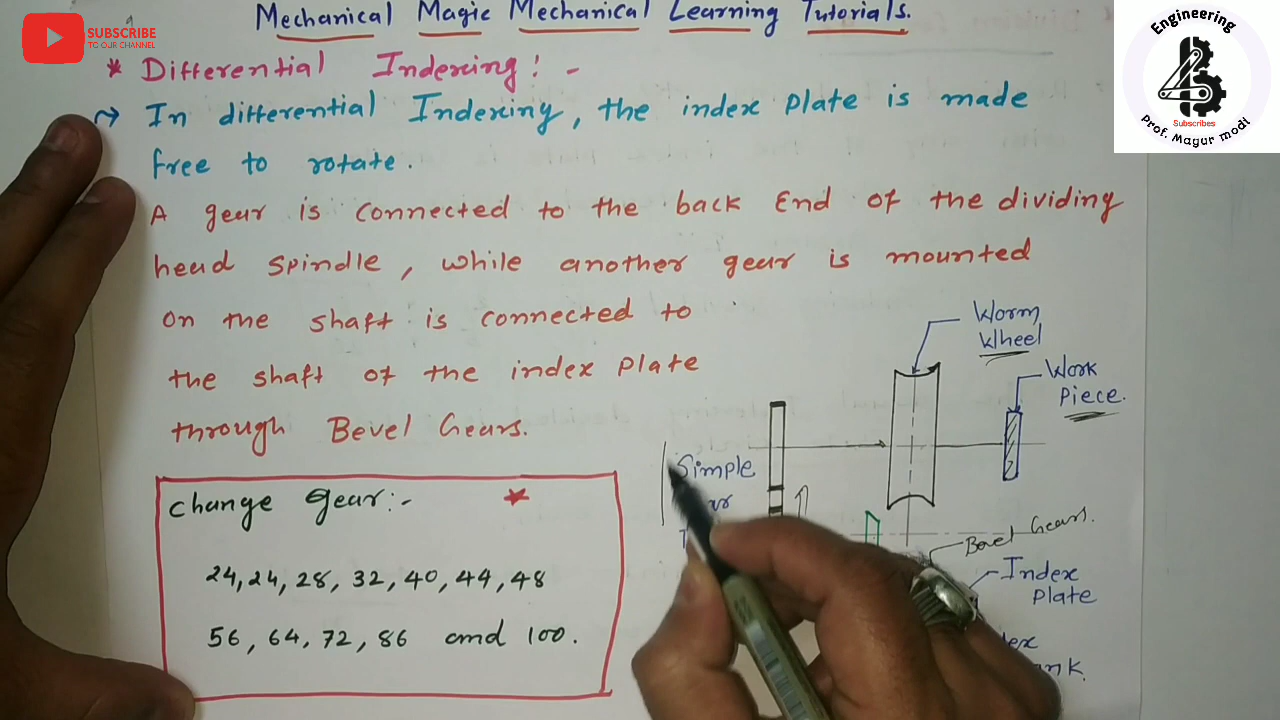 Mechanical Magic Mechanical Learning Tutorials.
SUBSCRIBE
TO OUR CHANNEL
Engineering
Subscribes
Prof. Mayur modi
* Differential Indexing: -
→ In differential Indexing, the index plate is made
free to rotate.
A gear is connected to the back End of the dividing
head spindle, while another gear is mounted
on the shaft is connected to
the shaft of the index plate
through Bevel Gears.
Worm
Wheel
Work
Piece.
Simple
Bevel Gears.
Index
Plate
change gear:-
24, 24, 28, 32, 40, 44, 48
56, 64, 72, 86 and 100.